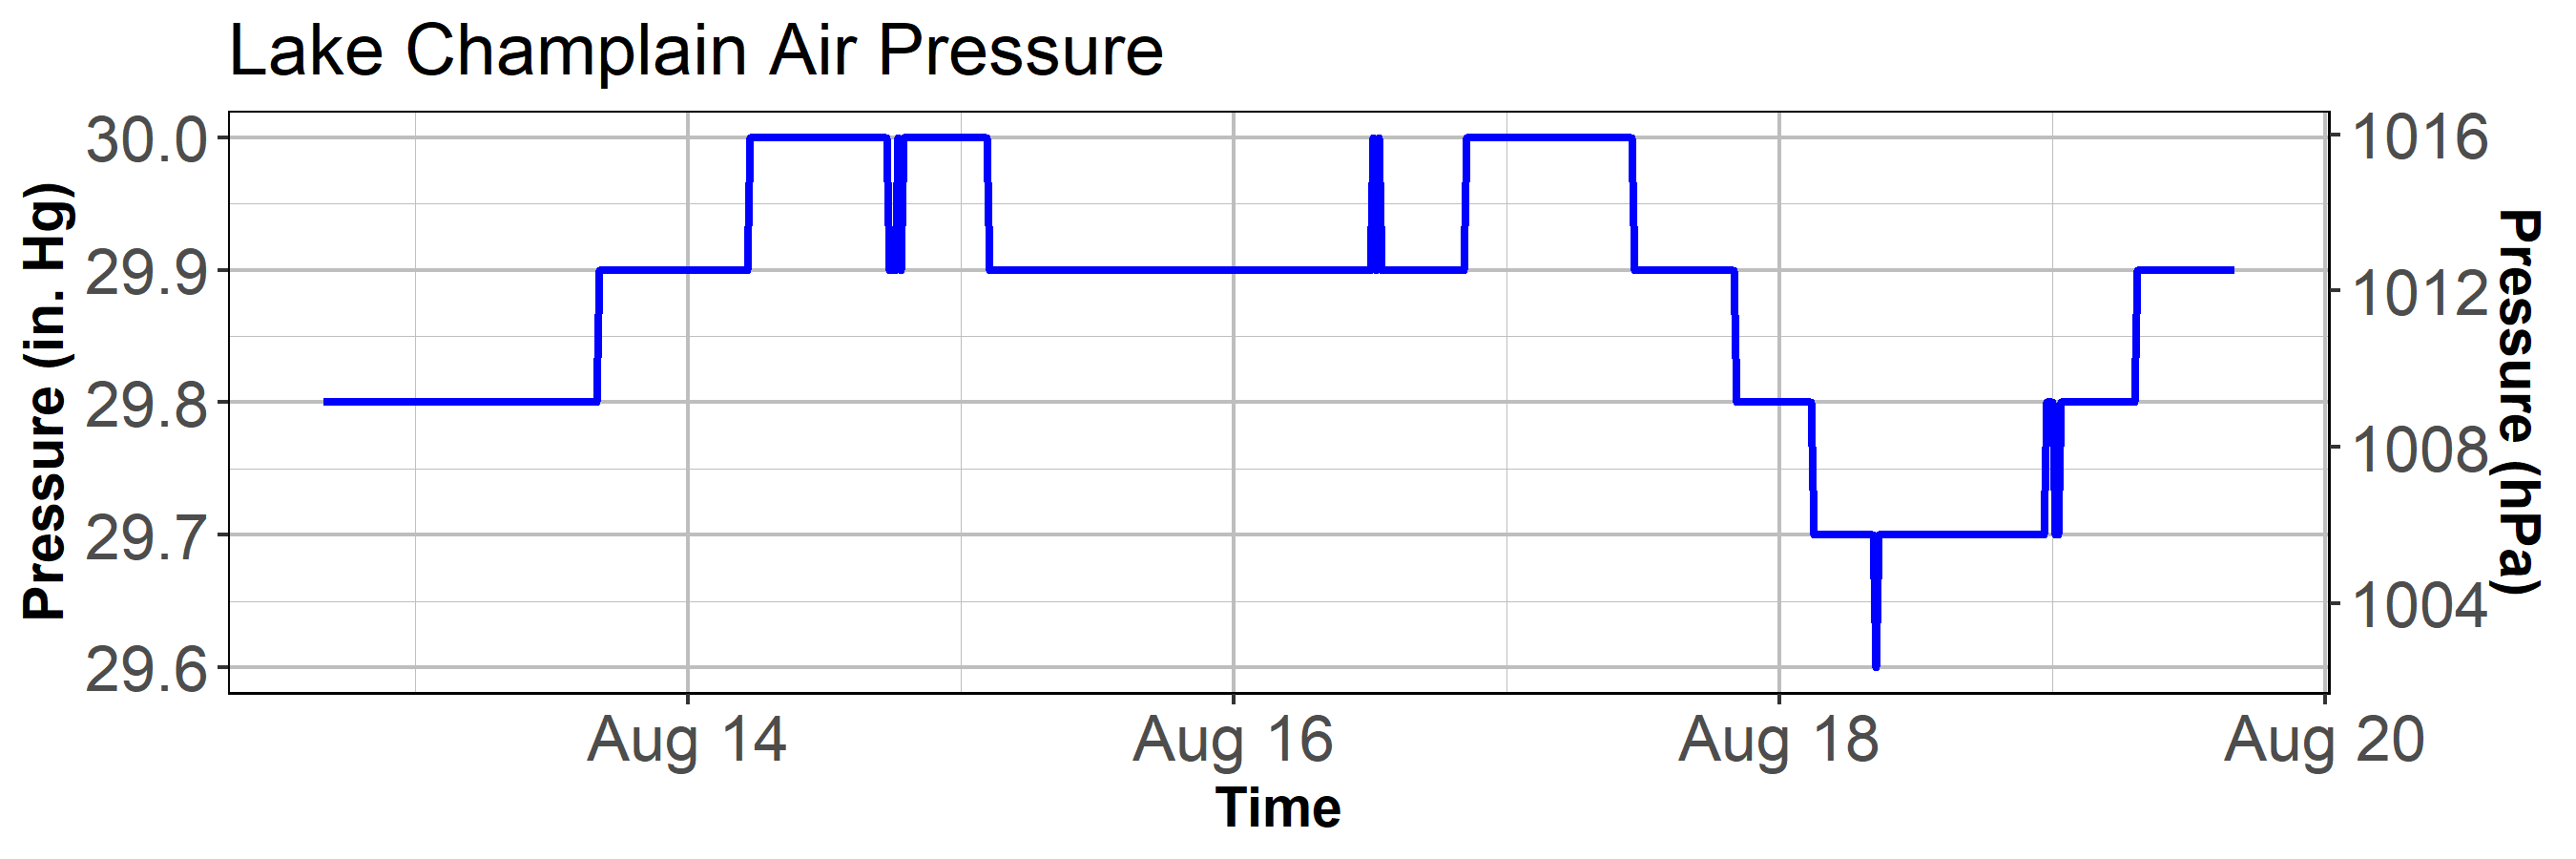 Lake Champlain Air Pressure
Pressure (in. Hg)
30.0
29.9
29.8
29.7
29.6
1016
1012
1008
1004
Pressure (hPa)
Aug 14
Aug 16
Aug 18
Aug 20
Time